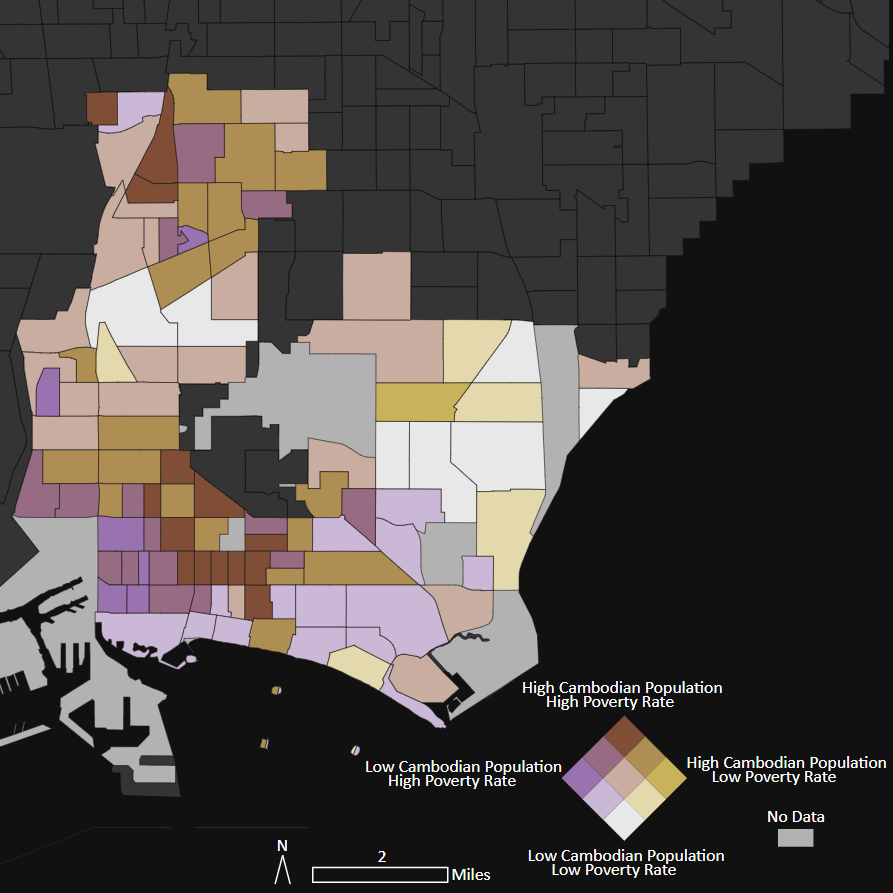 High Cambodian Population
High Poverty Rate
Low Cambodian Population
High Poverty Rate
High Cambodian Population
Low Poverty Rate
No Data
Low Cambodian Population
Low Poverty Rate
N
2
Miles